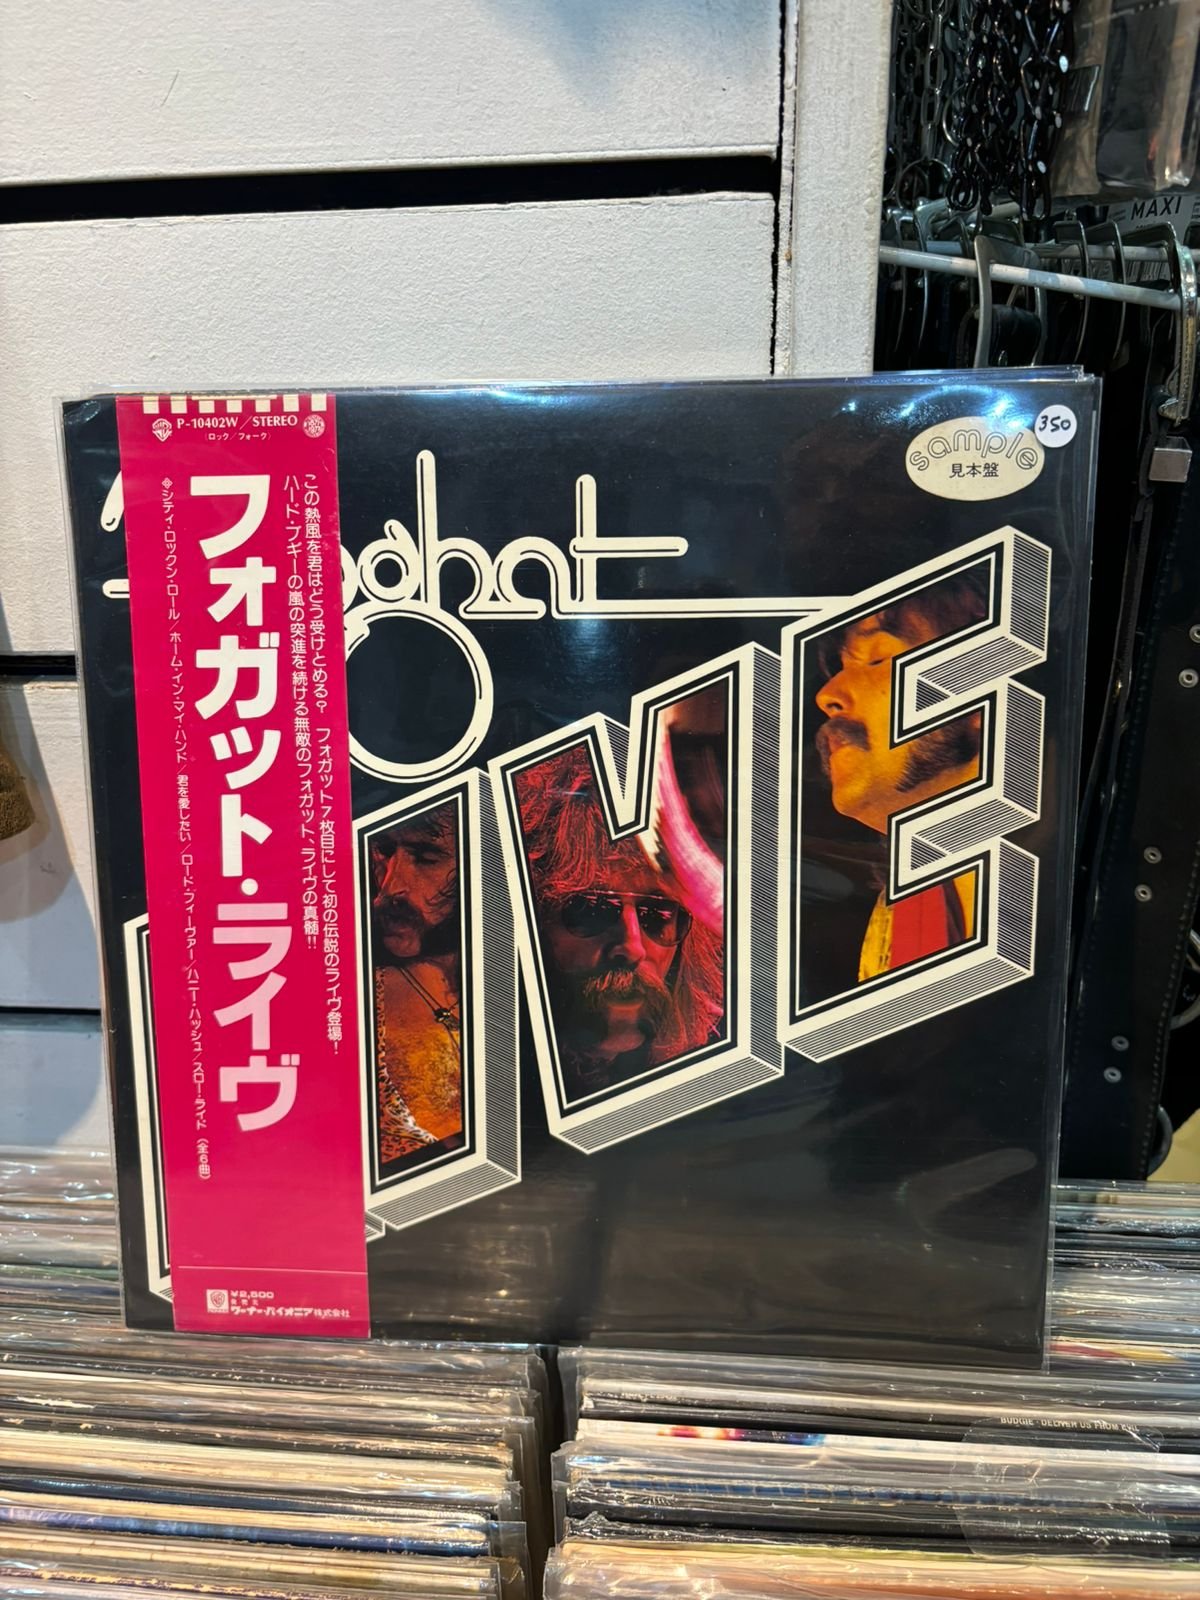 MAXI
P-10402W／STEREO
(ロック／フォーク)
sample
見本盤
350
フォガット・ライヴ
この熱風を君はどう受けとめる？ フォガット7枚目にして初の伝説のライヴ登場！
ハード・ブギーの嵐の突進を続ける無敵のフォガット、ライヴの真髄!!
シティ・ロックン・ロール／ホーム・イン・マイ・ハンド／君を愛したい／ロード・フィーヴァー／ハニー・ハッシュ／スロー・ライド (全6曲)
oghat
LIVE
¥2,500
発売元
ワーナー・パイオニア株式会社
BUDGIE · DELIVER US FROM EVIL